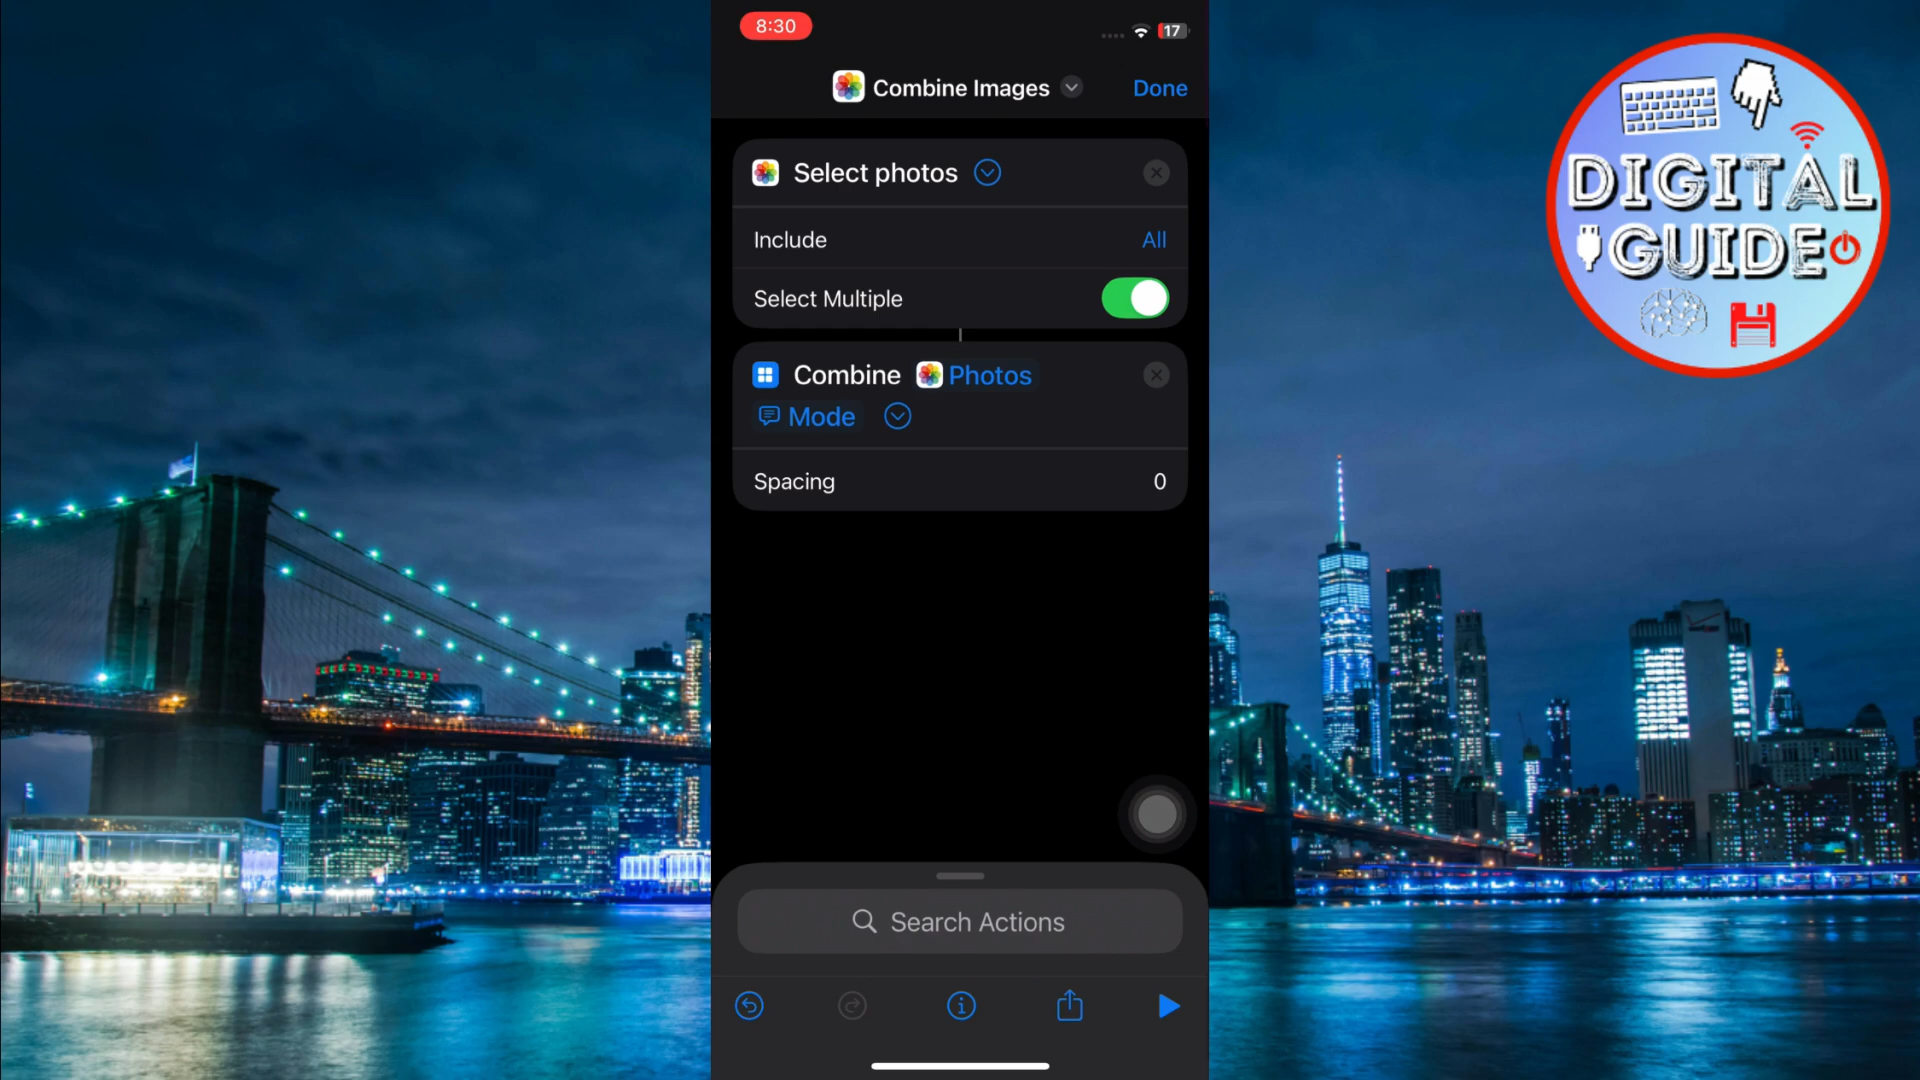 8:30
17
Combine Images
Done
Select photos
Include
All
Select Multiple
Combine Photos
Mode
Spacing
0
Search Actions
DIGITAL
GUIDE